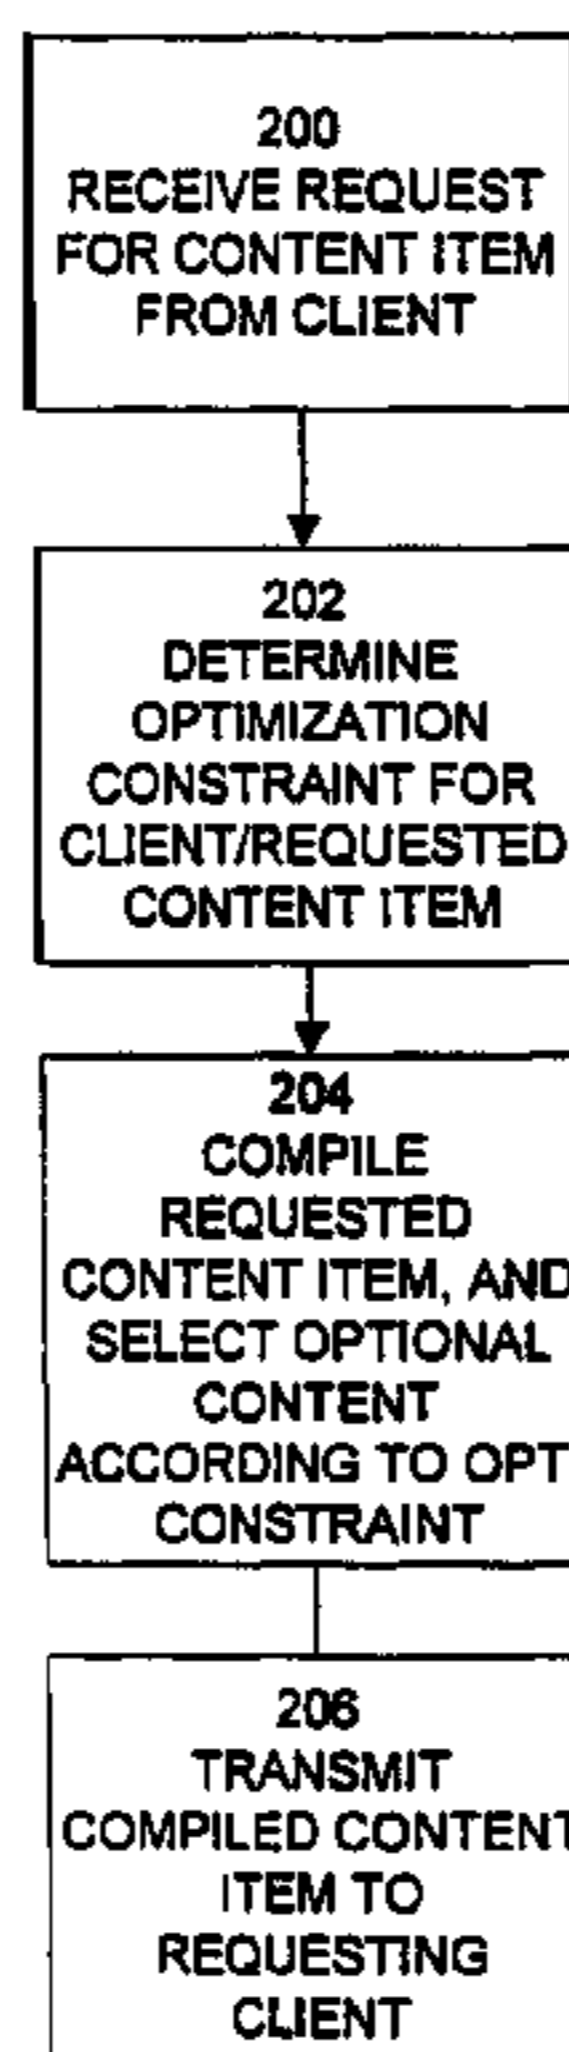 200
RECEIVE REQUEST
FOR CONTENT ITEM
FROM CLIENT
202
DETERMINE
OPTIMIZATION
CONSTRAINT FOR
CLIENT/REQUESTED
CONTENT ITEM
204
COMPILE
REQUESTED
CONTENT ITEM, AND
SELECT OPTIONAL
CONTENT
ACCORDING TO OPT
CONSTRAINT
206
TRANSMIT
COMPILED CONTENT
ITEM TO
REQUESTING
CLIENT